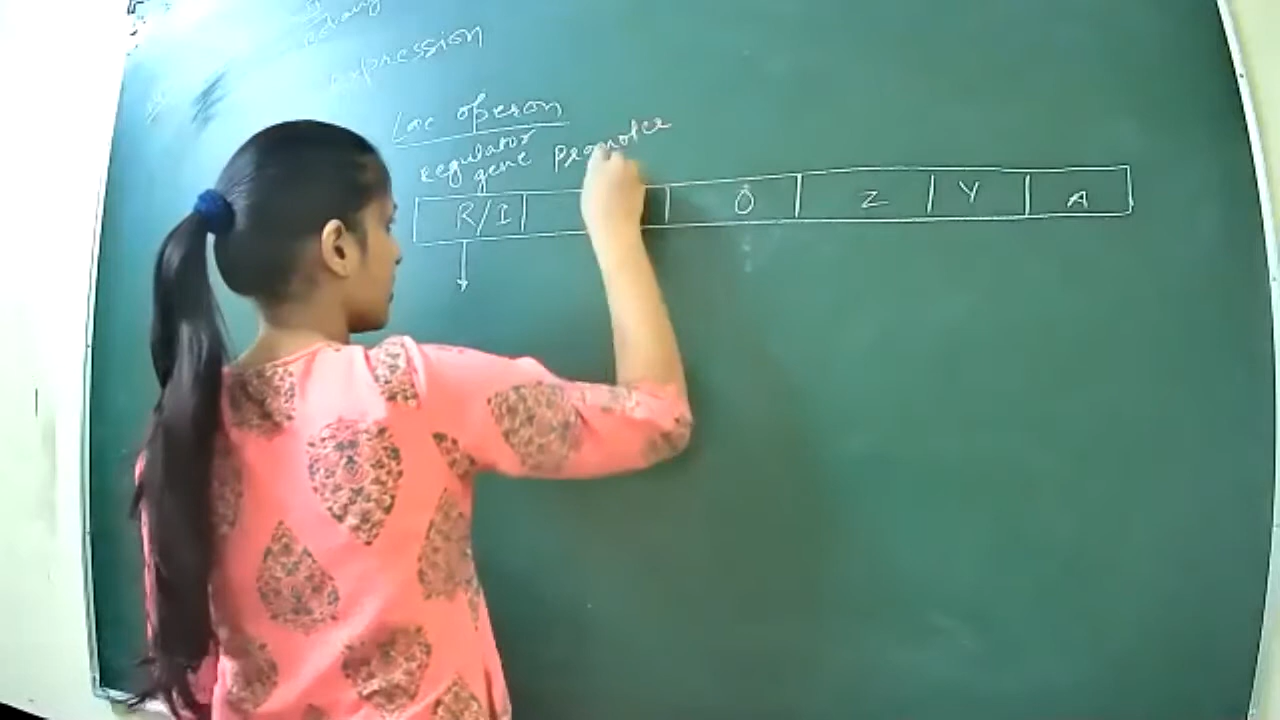 expression
Lac operon
Regulator
gene Promoter
R/I O Z Y A